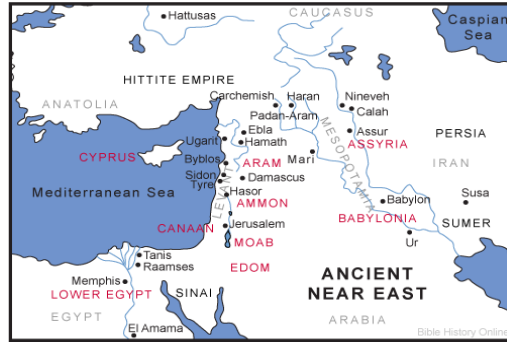 Hattusas
CAUCASUS
Caspian
Sea
HITTITE EMPIRE
ANATOLIA
Carchemish
Haran
Padan-Aram
Nineveh
Calah
Ebla
Hamath
Ugarit
Assur
ASSYRIA
PERSIA
IRAN
MESOPOTAMIA
CYPRUS
Byblos
ARAM
Mari
Sidon
Tyre
Damascus
LEVANT
Mediterranean Sea
Hasor
AMMON
Babylon
BABYLONIA
Susa
SUMER
Ur
CANAAN
Jerusalem
MOAB
EDOM
Tanis
Raamses
Memphis
LOWER EGYPT
EGYPT
SINAI
El Amama
ANCIENT
NEAR EAST
ARABIA
Bible History Online